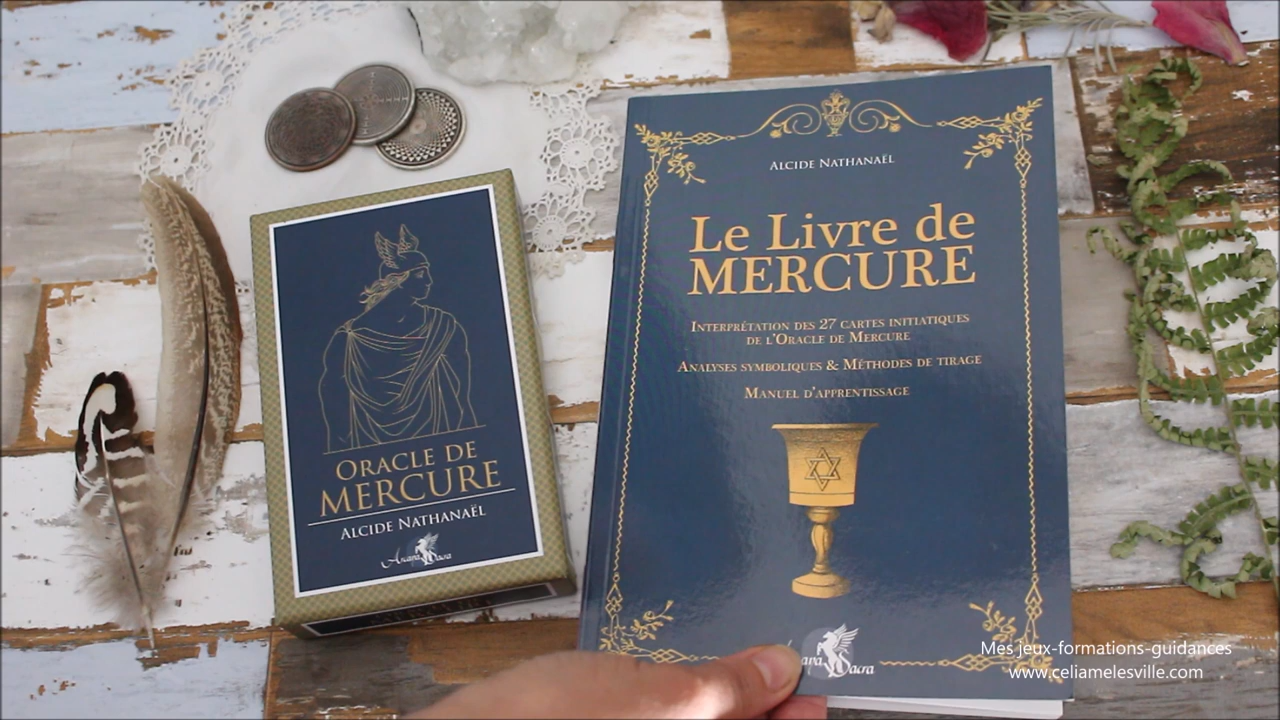 ORACLE DE
MERCURE
ALCIDE NATHANAËL
Arcana Sacra
ALCIDE NATHANAËL
Le Livre de
MERCURE
INTERPRÉTATION DES 27 CARTES INITIATIQUES
DE L'ORACLE DE MERCURE
ANALYSES SYMBOLIQUES & MÉTHODES DE TIRAGE
MANUEL D'APPRENTISSAGE
Sacra
Mes jeux-formations-guidances
www.celiamelesville.com